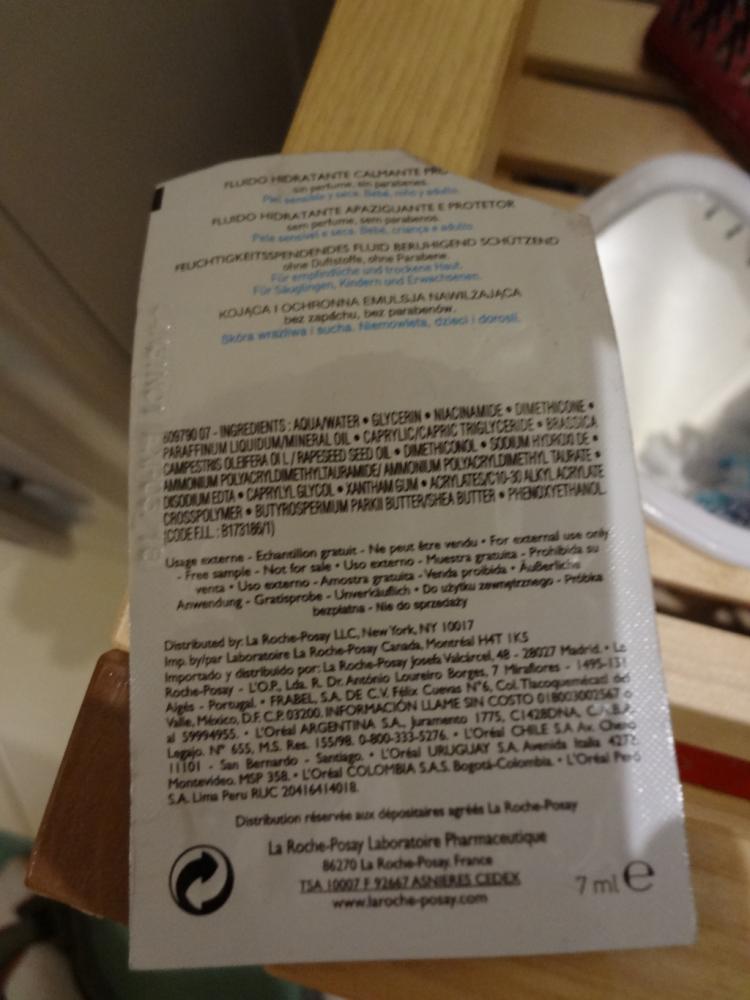 FLUIDO HIDRATANTE CALMANTE
sin perfume, sin parabenes.
Piel sensible y seca. Bebé, niño y adulto.
FLUIDO HIDRATANTE APAZIGUANTE E PROTETOR
sem perfume, sem parabenos.
Pele sensível e seca. Bebé, criança e adulto.
FEUCHTIGKEITSSPENDENDES FLUID BERUHIGEND SCHÜTZEND
ohne Duftstoffe, ohne Parabene.
Für empfindliche und trockene Haut.
Für Säuglingen, Kindern und Erwachsenen.
KOJĄCA I OCHRONNA EMULSJA NAWILŻAJĄCA
bez zapachu, bez parabenów.
Skóra wrażliwa i sucha. Niemowlęta, dzieci i dorośli.
609790 07 - INGREDIENTS : AQUA/WATER • GLYCERIN • NIACINAMIDE • DIMETHICONE •
PARAFFINUM LIQUIDUM/MINERAL OIL • CAPRYLIC/CAPRIC TRIGLYCERIDE • BRASSICA
CAMPESTRIS OLEIFERA OI L / RAPESEED SEED OIL • DIMETHICONOL • SODIUM HYDROXI DE •
AMMONIUM POLYACRYLDIMETHYLTAURAMIDE/ AMMONIUM POLYACRYLDIMETHYL TAURATE •
DISODIUM EDTA • CAPRYLYL GLYCOL • XANTHAM GUM • ACRYLATES/C10-30 ALKYL ACRYLATE
CROSSPOLYMER • BUTYROSPERMUM PARKII BUTTER/SHEA BUTTER • PHENOXYETHANOL.
(CODE F.I.L. : B173186/1)
Usage externe - Echantillon gratuit - Ne peut être vendu • For external use only
- Free sample - Not for sale • Uso externo - Muestra gratuita - Prohibida su
venta • Uso externo - Amostra gratuita - Venda proibida • Äußerliche
Anwendung - Gratisprobe - Unverkäuflich • Do użytku zewnętrznego - Próbka
bezpłatna - Nie do sprzedaży
Distributed by: La Roche-Posay LLC, New York, NY 10017
Imp. by/par Laboratoire La Roche-Posay Canada, Montréal H4T 1K5
Importado y distribuido por: La Roche-Posay Josefa Valcárcel, 48 - 28027 Madrid. • La
Roche-Posay - L'O.P., Lda. R. Dr. António Loureiro Borges, 7 Miraflores - 1495-131
Algés - Portugal. • FRABEL, S.A. DE C.V. Félix Cuevas N°6, Col. Tlacoquemécatl del
Valle, México, D.F. C.P. 03200. INFORMACIÓN LLAME SIN COSTO 018003002567 o
al 59994955. • L'Oréal ARGENTINA S.A., Juramento 1775, C1428DNA, C.A.B.A.
Legajo. N° 655, M.S. Res. 155/98. 0-800-333-5276. • L'Oréal CHILE S.A Av. Chero
11101 - San Bernardo - Santiago. • L'Oréal URUGUAY S.A. Avenida Italia 4272
Montevideo. MSP 358. • L'Oréal COLOMBIA S.A.S. Bogotá-Colombia. • L'Oréal Perú
S.A. Lima Peru RUC 20416414018.
Distribution réservée aux dépositaires agréés La Roche-Posay
La Roche-Posay Laboratoire Pharmaceutique
86270 La Roche-Posay, France
TSA 10007 F 92667 ASNIERES CEDEX
www.laroche-posay.com
7 ml e